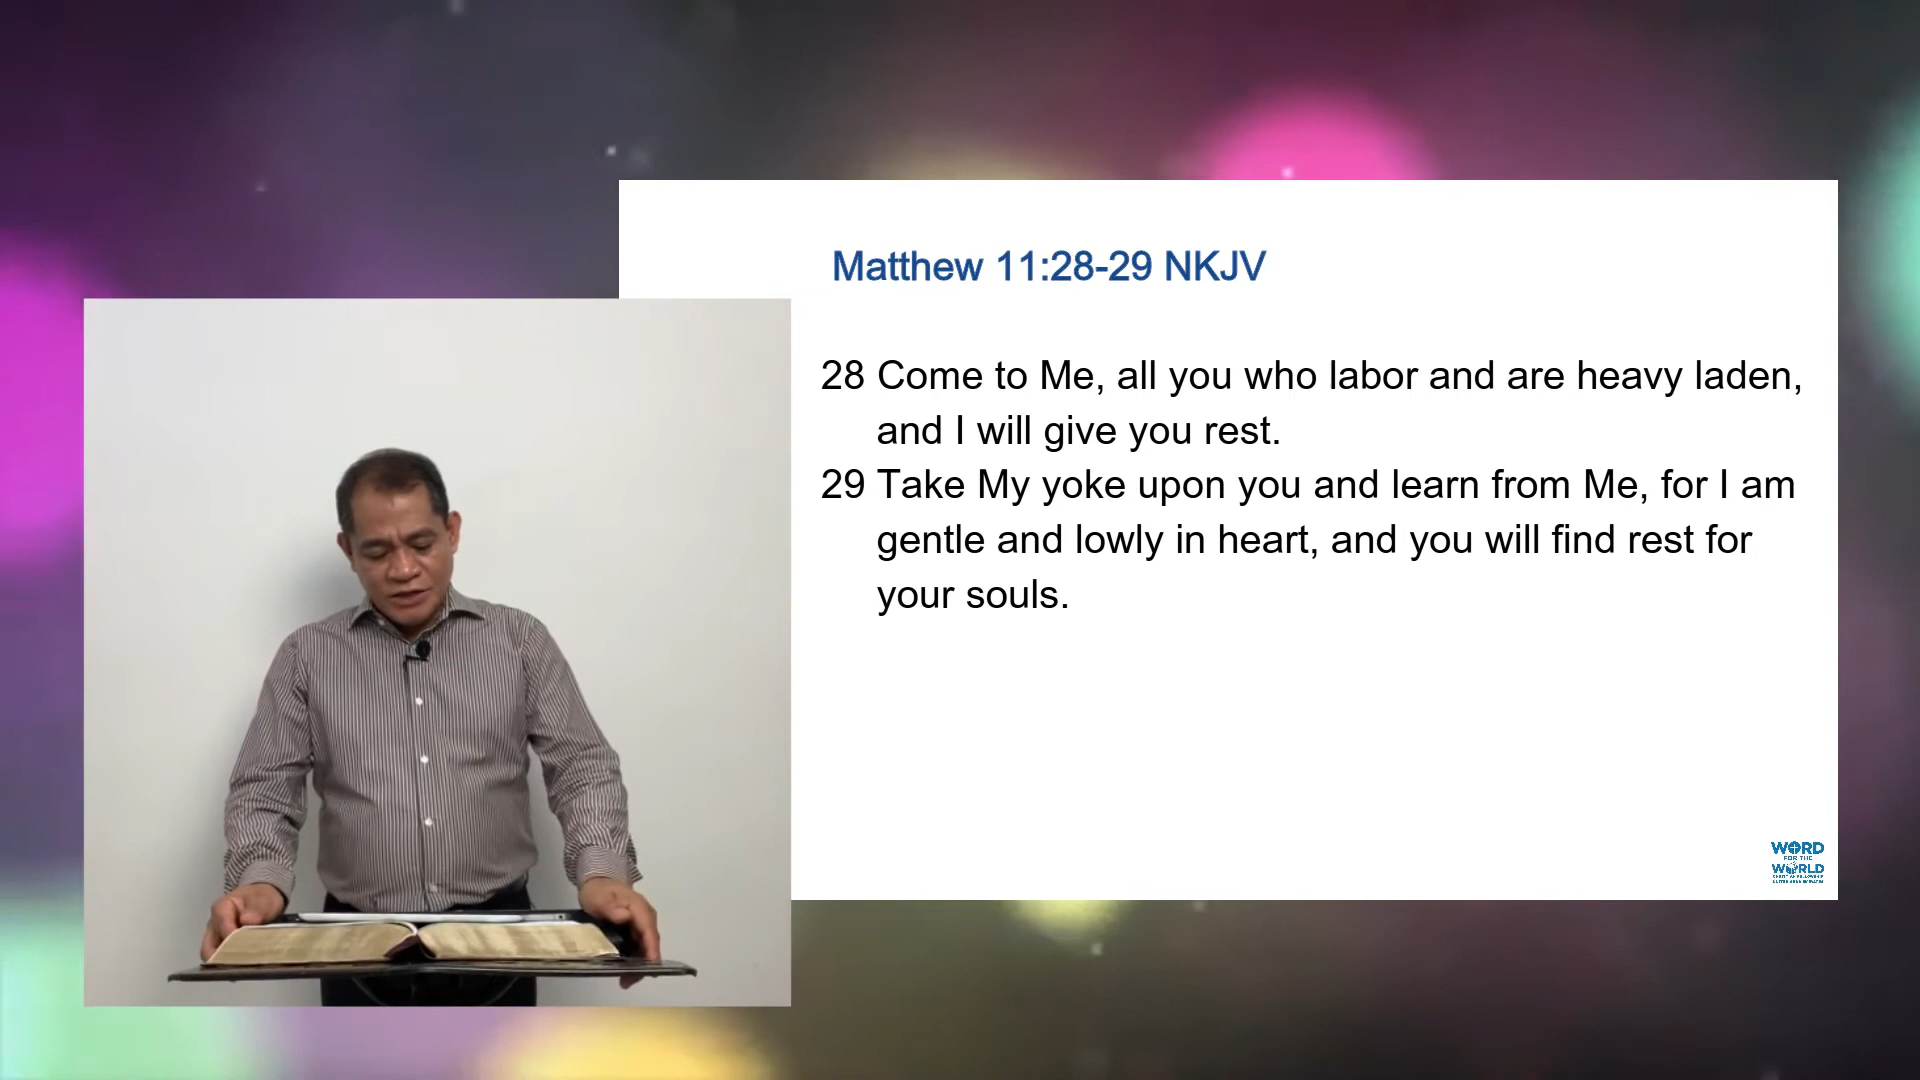 Matthew 11:28-29 NKJV
28 Come to Me, all you who labor and are heavy laden,
and I will give you rest.
29 Take My yoke upon you and learn from Me, for I am
gentle and lowly in heart, and you will find rest for
your souls.
WORD
FOR THE
WORLD